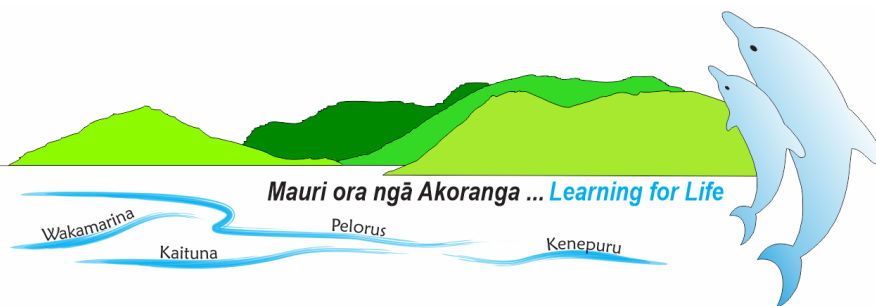 Mauri ora ngā Akoranga ... Learning for Life
Wakamarina
Pelorus
Kaituna
Kenepuru